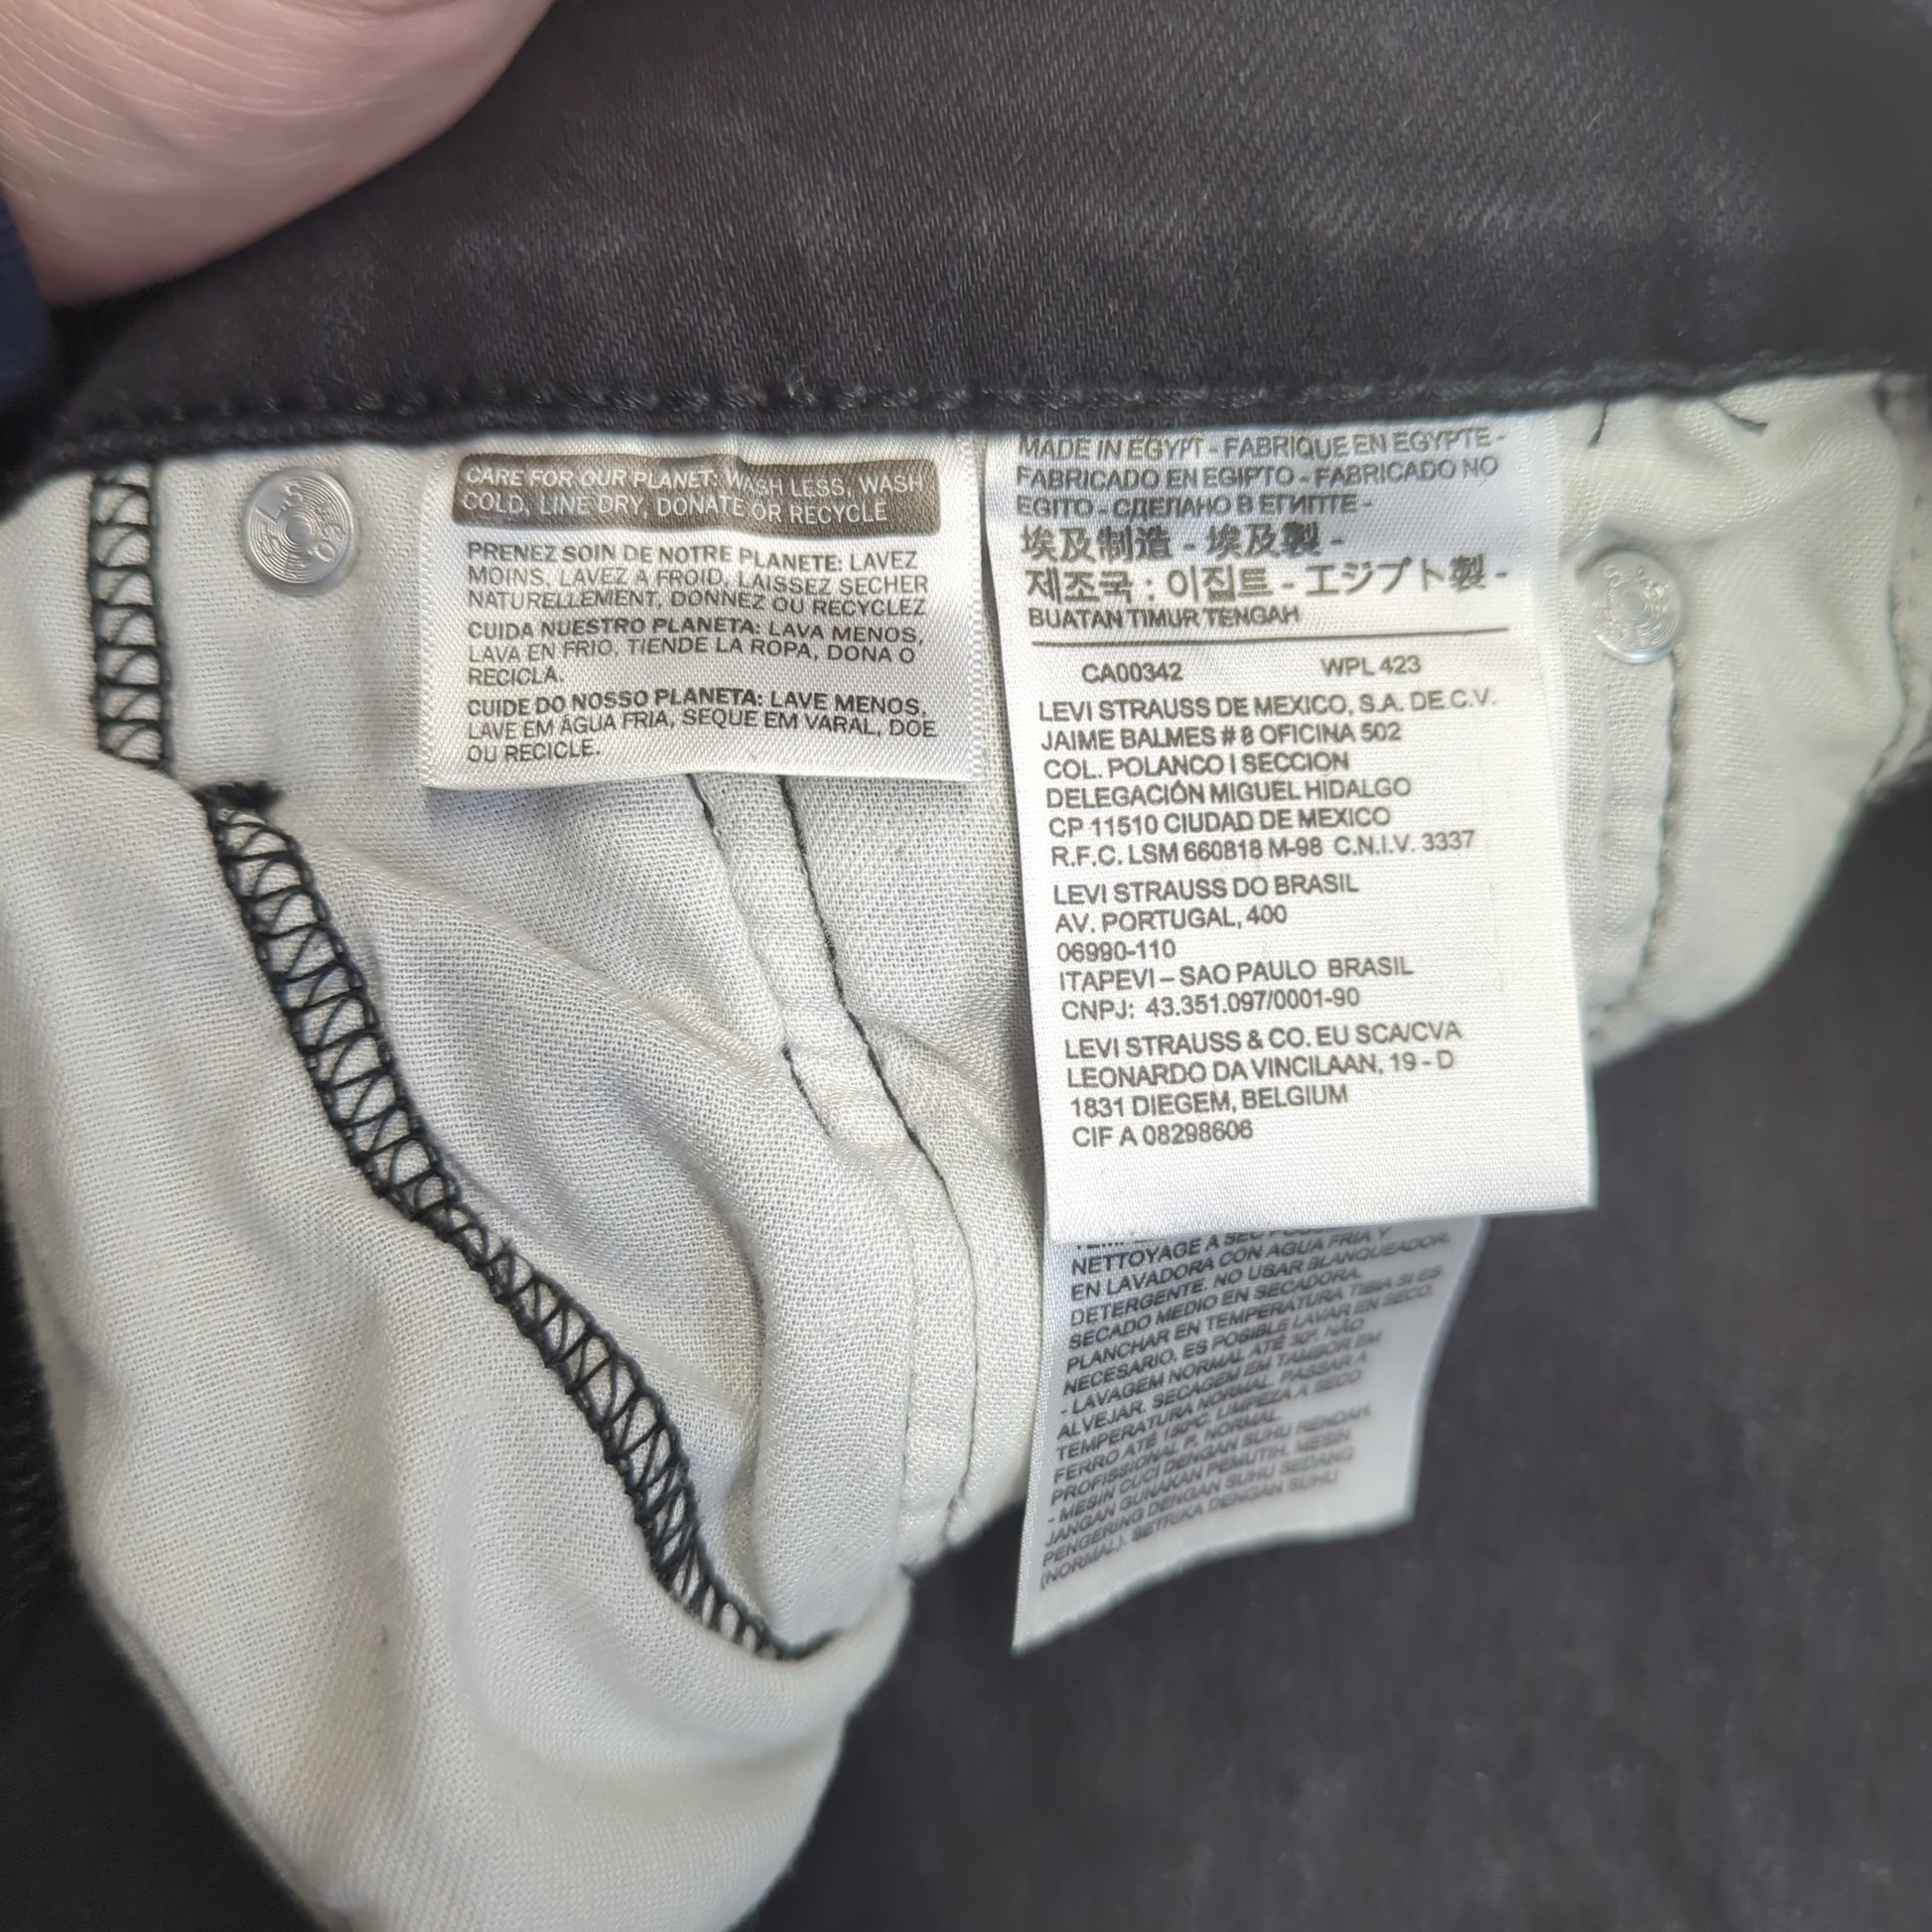 CARE FOR OUR PLANET: WASH LESS, WASH
COLD, LINE DRY, DONATE OR RECYCLE
PRENEZ SOIN DE NOTRE PLANETE: LAVEZ
MOINS, LAVEZ A FROID, LAISSEZ SECHER
NATURELLEMENT, DONNEZ OU RECYCLEZ
CUIDA NUESTRO PLANETA: LAVA MENOS,
LAVA EN FRIO, TIENDE LA ROPA, DONA O
RECICLA.
CUIDE DO NOSSO PLANETA: LAVE MENOS,
LAVE EM ÁGUA FRIA, SEQUE EM VARAL, DOE
OU RECICLE.
MADE IN EGYPT - FABRIQUE EN EGYPTE -
FABRICADO EN EGIPTO - FABRICADO NO
EGITO - СДЕЛАНО В ЕГИПТЕ -
埃及制造 - 埃及製 -
제조국 : 이집트 - エジプト製 -
BUATAN TIMUR TENGAH
CA00342 WPL 423
LEVI STRAUSS DE MEXICO, S.A. DE C.V.
JAIME BALMES # 8 OFICINA 502
COL. POLANCO I SECCION
DELEGACIÓN MIGUEL HIDALGO
CP 11510 CIUDAD DE MEXICO
R.F.C. LSM 660818 M-98 C.N.I.V. 3337
LEVI STRAUSS DO BRASIL
AV. PORTUGAL, 400
06990-110
ITAPEVI – SAO PAULO BRASIL
CNPJ: 43.351.097/0001-90
LEVI STRAUSS & CO. EU SCA/CVA
LEONARDO DA VINCILAAN, 19 - D
1831 DIEGEM, BELGIUM
CIF A 08298606
NETTOYAGE A SEC
EN LAVADORA CON AGUA FRIA Y
DETERGENTE. NO USAR BLANQUEADOR.
SECADO MEDIO EN SECADORA.
PLANCHAR EN TEMPERATURA TIBIA SI ES
NECESARIO. ES POSIBLE LAVAR EN SECO.
- LAVAGEM NORMAL ATÉ 30º. NÃO
ALVEJAR. SECAGEM EM TAMBOR EM
TEMPERATURA NORMAL. PASSAR A
FERRO ATÉ 150ºC. LIMPEZA A SECO
PROFISSIONAL P, NORMAL.
- MESIN CUCI DENGAN SUHU RENDAH.
JANGAN GUNAKAN PEMUTIH. MESIN
PENGERING DENGAN SUHU SEDANG
(NORMAL). SETRIKA DENGAN SUHU